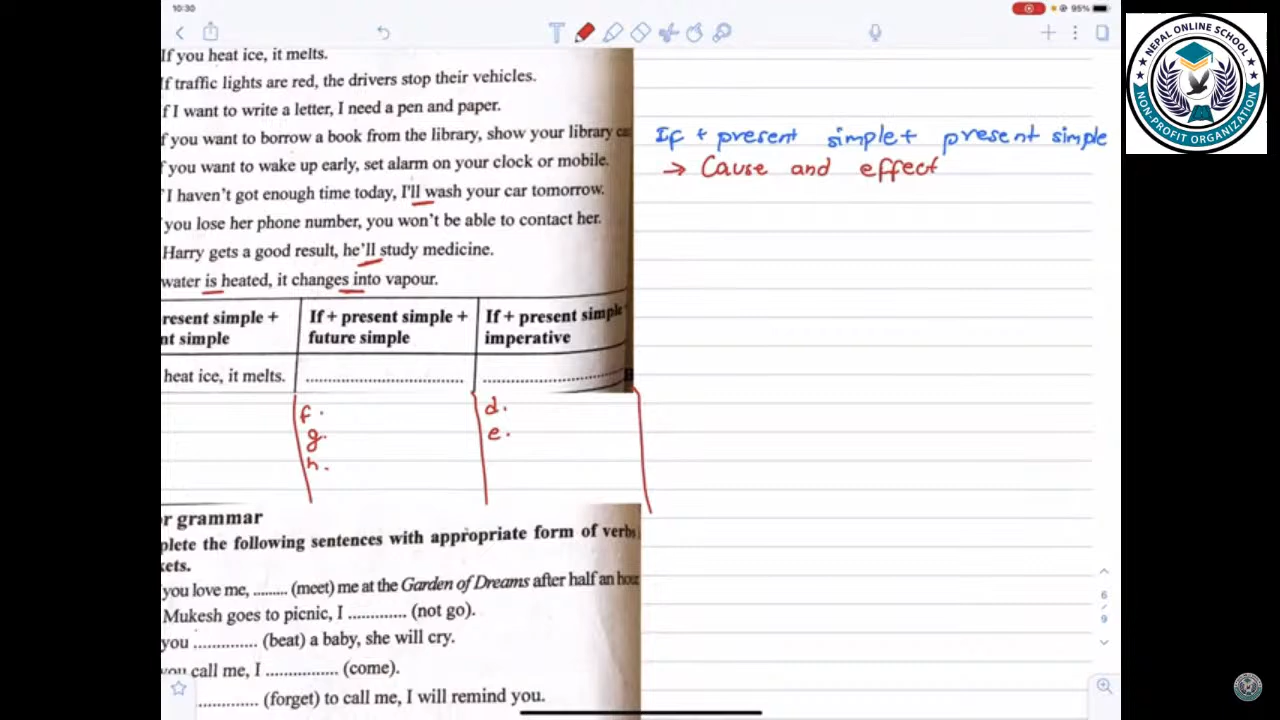 10:30
95%
If you heat ice, it melts.
If traffic lights are red, the drivers stop their vehicles.
f I want to write a letter, I need a pen and paper.
f you want to borrow a book from the library, show your library ca
you want to wake up early, set alarm on your clock or mobile.
I haven't got enough time today, I'll wash your car tomorrow.
you lose her phone number, you won't be able to contact her.
Harry gets a good result, he'll study medicine.
water is heated, it changes into vapour.
If + present simple + present simple
→ Cause and effect
resent simple +
nt simple
If + present simple +
future simple
If + present simple +
imperative
heat ice, it melts.
f.
g.
h.
d.
e.
r grammar
plete the following sentences with appropriate form of verbs
kets.
you love me, ......... (meet) me at the Garden of Dreams after half an hour
Mukesh goes to picnic, I ............. (not go).
you .............. (beat) a baby, she will cry.
you call me, I ................ (come).
............. (forget) to call me, I will remind you.
6
/
9
NEPAL ONLINE SCHOOL
NON-PROFIT ORGANIZATION